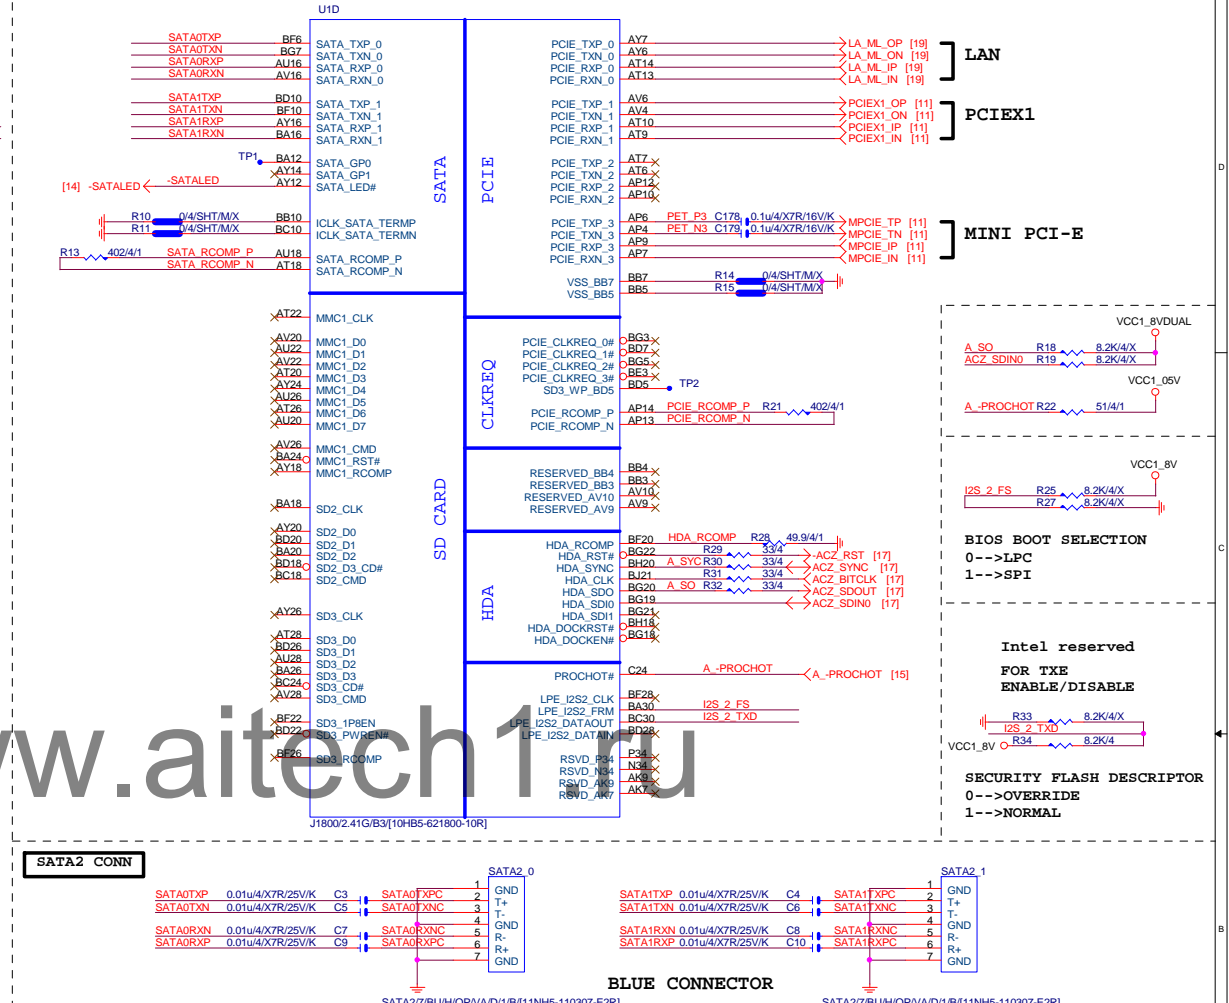 U1D
SATA0TXP BF6 SATA_TXP_0
SATA0TXN BG7 SATA_TXN_0
SATA0RXP AU16 SATA_RXP_0
SATA0RXN AV16 SATA_RXN_0
SATA1TXP BD10 SATA_TXP_1
SATA1TXN BF10 SATA_TXN_1
SATA1RXP AY16 SATA_RXP_1
SATA1RXN BA16 SATA_RXN_1
TP1 BA12 SATA_GP0
AY14 SATA_GP1
[14] -SATALED -SATALED AY12 SATA_LED#
R10 0/4/SHT/M/X BB10 ICLK_SATA_TERMP
R11 0/4/SHT/M/X BC10 ICLK_SATA_TERMN
R13 402/4/1 SATA_RCOMP_P AU18 SATA_RCOMP_P
SATA_RCOMP_N AT18 SATA_RCOMP_N
SATA
AT22 MMC1_CLK
AV20 MMC1_D0
AU22 MMC1_D1
AV22 MMC1_D2
AT20 MMC1_D3
AY24 MMC1_D4
AU26 MMC1_D5
AT26 MMC1_D6
AU20 MMC1_D7
AV26 MMC1_CMD
BA24 MMC1_RST#
AY18 MMC1_RCOMP
BA18 SD2_CLK
AY20 SD2_D0
BD20 SD2_D1
BA20 SD2_D2
BD18 SD2_D3_CD#
BC18 SD2_CMD
AY26 SD3_CLK
AT28 SD3_D0
BD26 SD3_D1
AU28 SD3_D2
BA26 SD3_D3
BC24 SD3_CD#
AV28 SD3_CMD
BF22 SD3_1P8EN
BD22 SD3_PWREN#
BF26 SD3_RCOMP
SD CARD
J1800/2.41G/B3/[10HB5-621800-10R]
PCIE
PCIE_TXP_0 AY7 LA_ML_OP [19]
PCIE_TXN_0 AY6 LA_ML_ON [19]
PCIE_RXP_0 AT14 LA_ML_IP [19]
PCIE_RXN_0 AT13 LA_ML_IN [19]
LAN
PCIE_TXP_1 AV6 PCIEX1_OP [11]
PCIE_TXN_1 AV4 PCIEX1_ON [11]
PCIE_RXP_1 AT10 PCIEX1_IP [11]
PCIE_RXN_1 AT9 PCIEX1_IN [11]
PCIEX1
PCIE_TXP_2 AT7
PCIE_TXN_2 AT6
PCIE_RXP_2 AP12
PCIE_RXN_2 AP10
PCIE_TXP_3 AP6 PET_P3 C178 0.1u/4/X7R/16V/K MPCIE_TP [11]
PCIE_TXN_3 AP4 PET_N3 C179 0.1u/4/X7R/16V/K MPCIE_TN [11]
PCIE_RXP_3 AP9 MPCIE_IP [11]
PCIE_RXN_3 AP7 MPCIE_IN [11]
MINI PCI-E
VSS_BB7 BB7 R14 0/4/SHT/M/X
VSS_BB5 BB5 R15 0/4/SHT/M/X
CLKREQ
PCIE_CLKREQ_0# BG3
PCIE_CLKREQ_1# BD7
PCIE_CLKREQ_2# BG5
PCIE_CLKREQ_3# BE3
SD3_WP_BD5 BD5 TP2
PCIE_RCOMP_P AP14 PCIE_RCOMP_P R21 402/4/1
PCIE_RCOMP_N AP13 PCIE_RCOMP_N
RESERVED_BB4 BB4
RESERVED_BB3 BB3
RESERVED_AV10 AV10
RESERVED_AV9 AV9
HDA
HDA_RCOMP BF20 HDA_RCOMP R28 49.9/4/1
HDA_RST# BG22 R29 33/4 -ACZ_RST [17]
HDA_SYNC BH20 A_SYC R30 33/4 ACZ_SYNC [17]
HDA_CLK BJ21 R31 33/4 ACZ_BITCLK [17]
HDA_SDO BG20 A_SO R32 33/4 ACZ_SDOUT [17]
HDA_SDI0 BG19 ACZ_SDIN0 [17]
HDA_SDI1 BG21
HDA_DOCKRST# BH18
HDA_DOCKEN# BG18
PROCHOT# C24 A_-PROCHOT A_-PROCHOT [15]
LPE_I2S2_CLK BF28
LPE_I2S2_FRM BA30 I2S_2_FS
LPE_I2S2_DATAOUT BC30 I2S_2_TXD
LPE_I2S2_DATAIN BD28
RSVD_P34 P34
RSVD_N34 N34
RSVD_AK9 AK9
RSVD_AK7 AK7
VCC1_8VDUAL
A_SO R18 8.2K/4/X
ACZ_SDIN0 R19 8.2K/4/X
VCC1_05V
A_-PROCHOT R22 51/4/1
VCC1_8V
I2S_2_FS R25 8.2K/4/X
R27 8.2K/4/X
BIOS BOOT SELECTION
0-->LPC
1-->SPI
Intel reserved
FOR TXE
ENABLE/DISABLE
R33 8.2K/4/X
I2S_2_TXD
VCC1_8V R34 8.2K/4
SECURITY FLASH DESCRIPTOR
0-->OVERRIDE
1-->NORMAL
D
C
B
w.aitech1.ru
SATA2 CONN
SATA2_0
1 GND
SATA0TXP 0.01u/4/X7R/25V/K C3 SATA0TXPC 2 T+
SATA0TXN 0.01u/4/X7R/25V/K C5 SATA0TXNC 3 T-
4 GND
SATA0RXN 0.01u/4/X7R/25V/K C7 SATA0RXNC 5 R-
SATA0RXP 0.01u/4/X7R/25V/K C9 SATA0RXPC 6 R+
7 GND
SATA2/7/BU/H/OP/VA/D/1/B/[11NH5-110307-F2R]
SATA2_1
1 GND
SATA1TXP 0.01u/4/X7R/25V/K C4 SATA1TXPC 2 T+
SATA1TXN 0.01u/4/X7R/25V/K C6 SATA1TXNC 3 T-
4 GND
SATA1RXN 0.01u/4/X7R/25V/K C8 SATA1RXNC 5 R-
SATA1RXP 0.01u/4/X7R/25V/K C10 SATA1RXPC 6 R+
7 GND
BLUE CONNECTOR
SATA2/7/BU/H/OP/VA/D/1/B/[11NH5-110307-F2R]